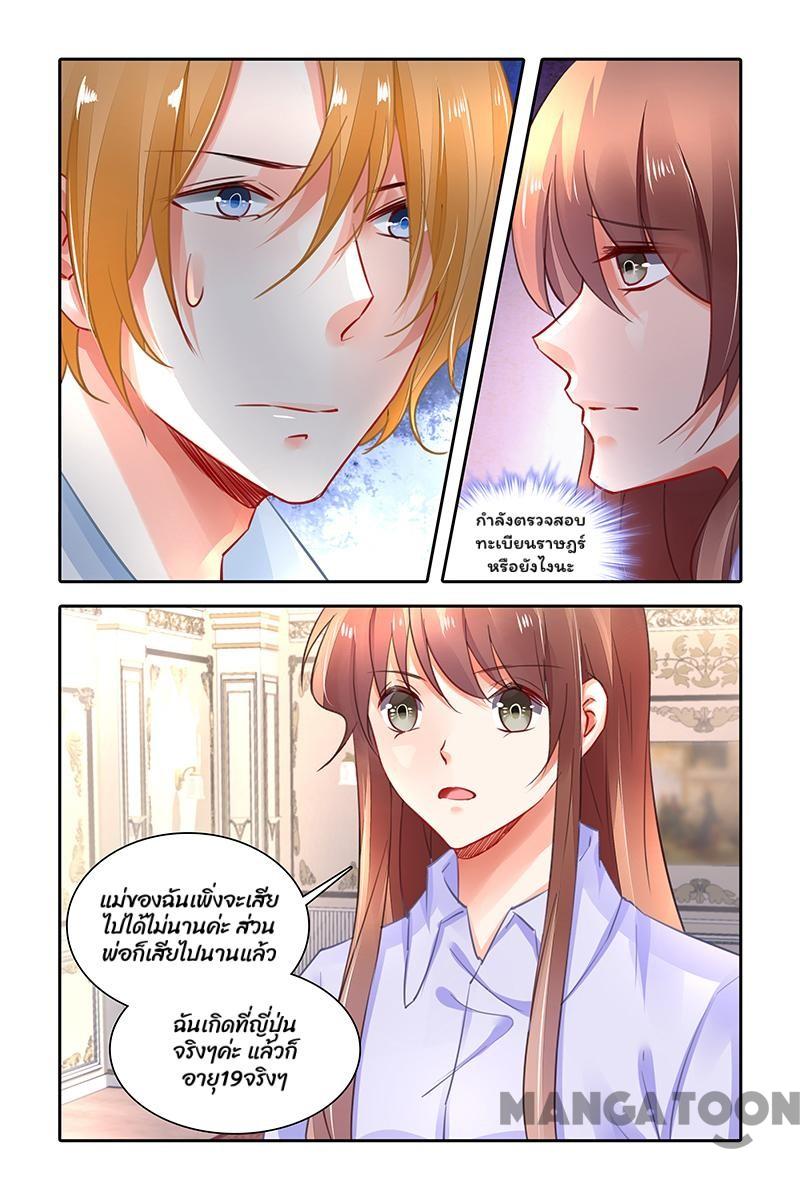 กำลังตรวจสอบ
ทะเบียนราษฎร์
หรือยังไงนะ
แม่ของฉันเพิ่งจะเสีย
ไปได้ไม่นานค่ะ ส่วน
พ่อก็เสียไปนานแล้ว
ฉันเกิดที่ญี่ปุ่น
จริงๆค่ะ แล้วก็
อายุ19จริงๆ
MANGATOON